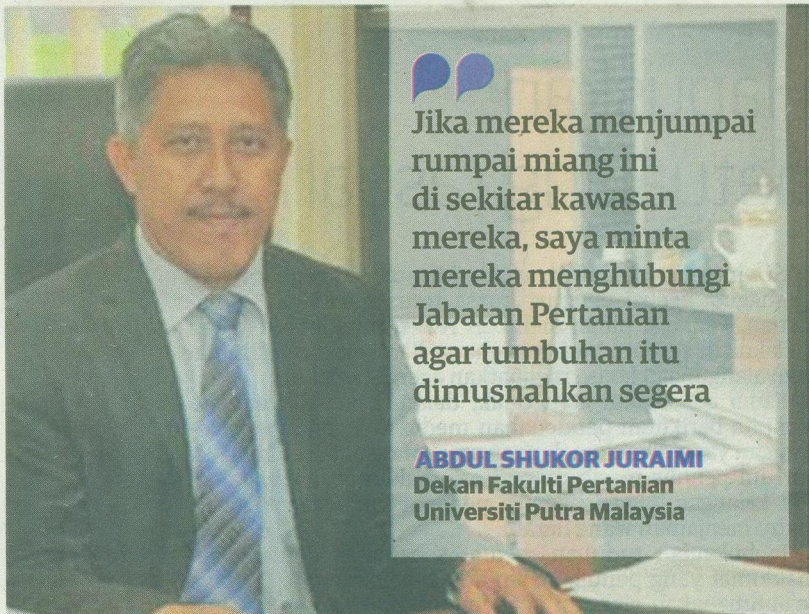 Jika mereka menjumpai
rumpai miang ini
di sekitar kawasan
mereka, saya minta
mereka menghubungi
Jabatan Pertanian
agar tumbuhan itu
dimusnahkan segera
ABDUL SHUKOR JURAIMI
Dekan Fakulti Pertanian
Universiti Putra Malaysia